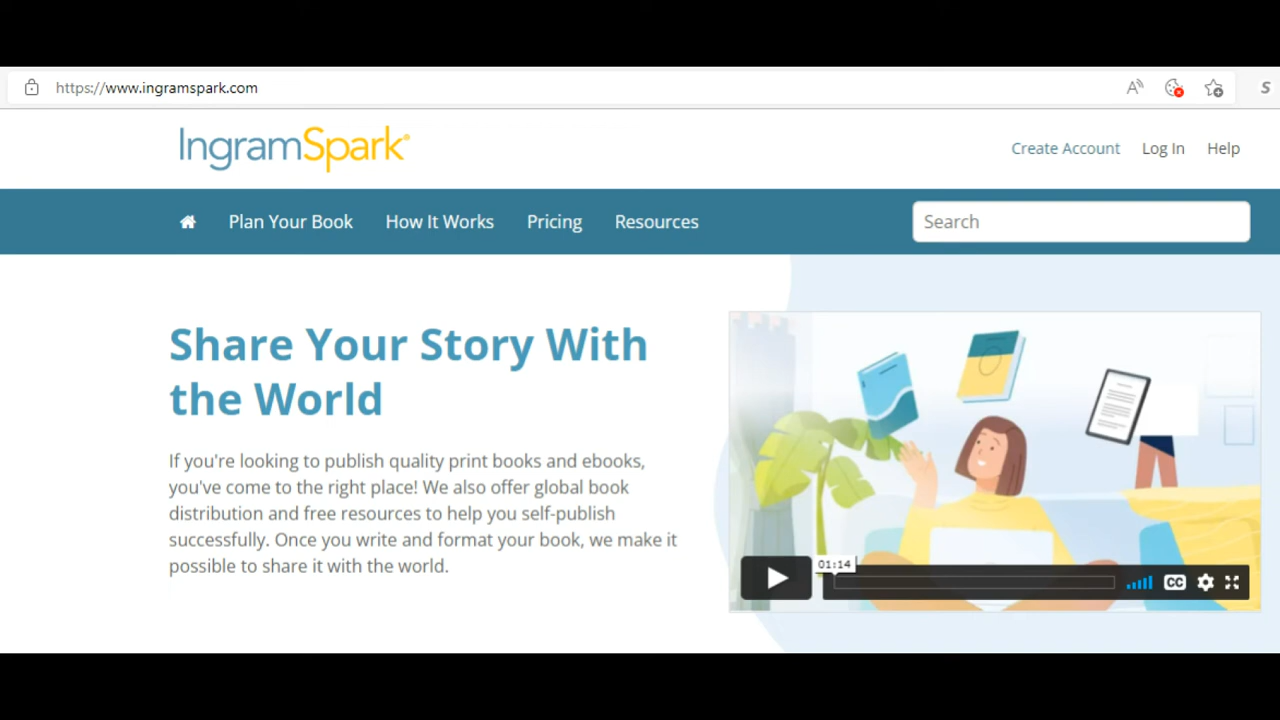 https://www.ingramspark.com
IngramSpark®
Create Account Log In Help
Plan Your Book How It Works Pricing Resources
Search
Share Your Story With
the World
If you're looking to publish quality print books and ebooks,
you've come to the right place! We also offer global book
distribution and free resources to help you self-publish
successfully. Once you write and format your book, we make it
possible to share it with the world.
01:14
CC